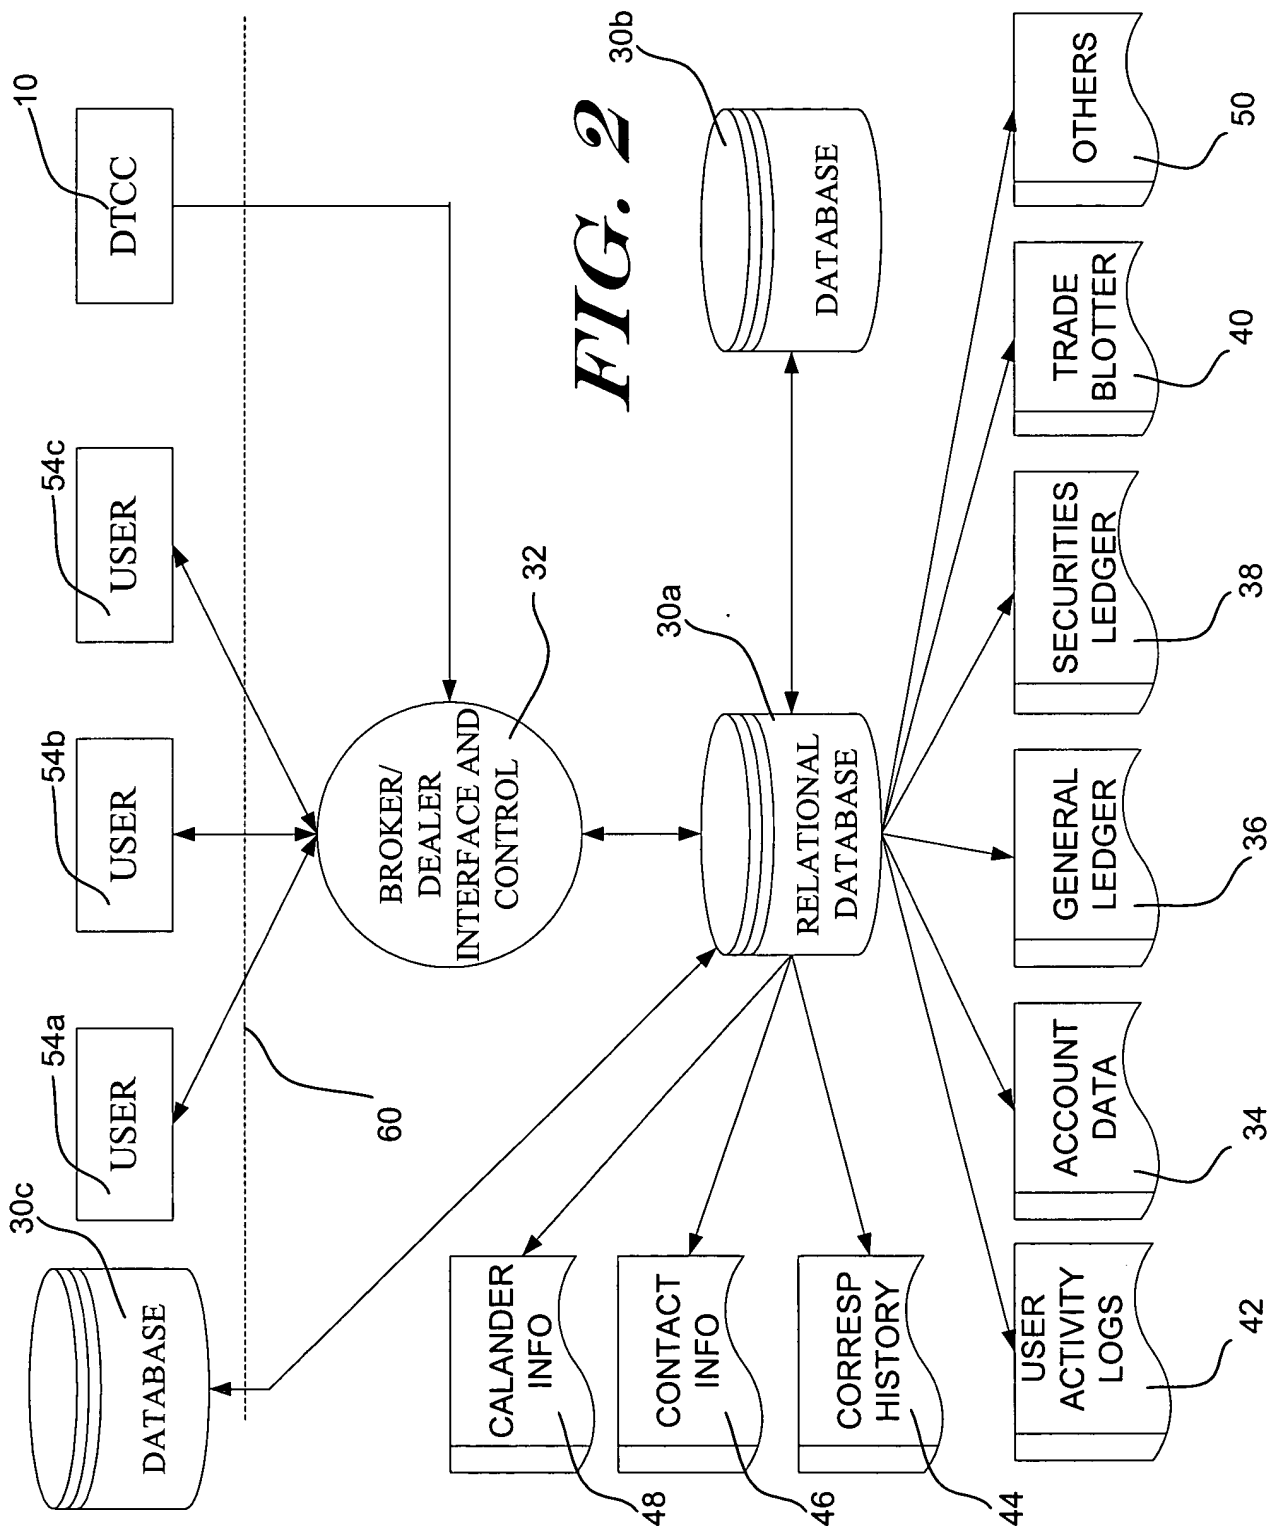 30c
54a
54b
54c
10
DATABASE
USER
USER
USER
DTCC
60
BROKER/
DEALER
INTERFACE AND
CONTROL
32
CALANDER
INFO
48
FIG. 2
30a
30b
CONTACT
INFO
46
RELATIONAL
DATABASE
DATABASE
CORRESP
HISTORY
44
USER
ACTIVITY
LOGS
42
ACCOUNT
DATA
34
GENERAL
LEDGER
36
SECURITIES
LEDGER
38
TRADE
BLOTTER
40
OTHERS
50